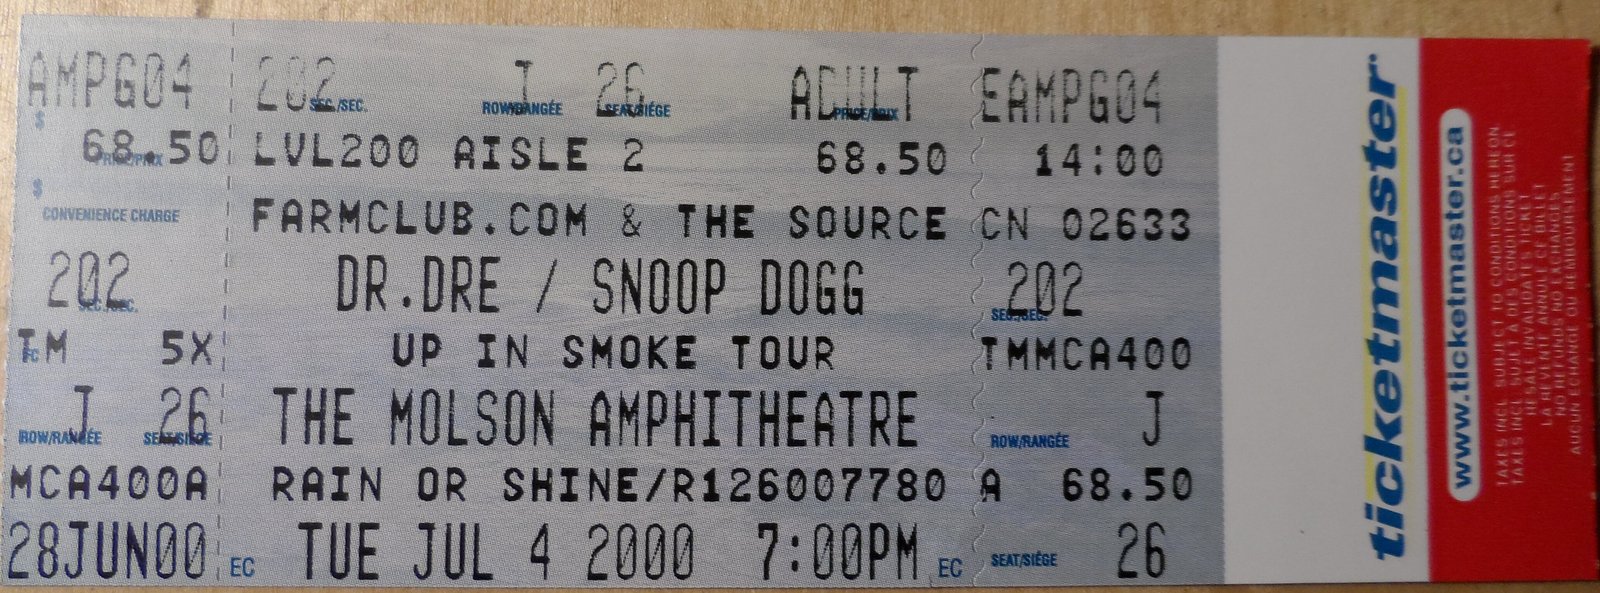 AMPG04 202 J 26 ADULT EAMPG04
$ SEC./SEC. ROW/RANGÉE SEAT/SIÉGE PRICE/PRIX
68.50 LVL200 AISLE 2 68.50 14:00
$
CONVENIENCE CHARGE FARMCLUB.COM & THE SOURCE CN 02633
202 DR.DRE / SNOOP DOGG 202
SEC./SEC. SEC./SEC.
TM 5X UP IN SMOKE TOUR TMMCA400
J 26 THE MOLSON AMPHITHEATRE J
ROW/RANGÉE SEAT/SIÉGE ROW/RANGÉE
MCA400A RAIN OR SHINE/R126007780 A 68.50
28JUN00 EC TUE JUL 4 2000 7:00PM EC SEAT/SIÉGE 26
ticketmaster
www.ticketmaster.ca
TAXES INCL. SUBJECT TO CONDITIONS HEREON.
TAXES INCL. SUJET À DES CONDITIONS SUR CE
RESALE INVALIDATES TICKET
LA REVENTE ANNULE CE BILLET
NO REFUNDS. NO EXCHANGES
AUCUN ÉCHANGE OU REMBOURSEMENT